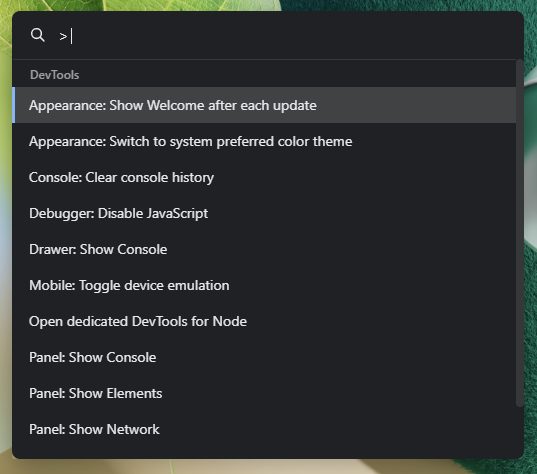 >
DevTools
Appearance: Show Welcome after each update
Appearance: Switch to system preferred color theme
Console: Clear console history
Debugger: Disable JavaScript
Drawer: Show Console
Mobile: Toggle device emulation
Open dedicated DevTools for Node
Panel: Show Console
Panel: Show Elements
Panel: Show Network